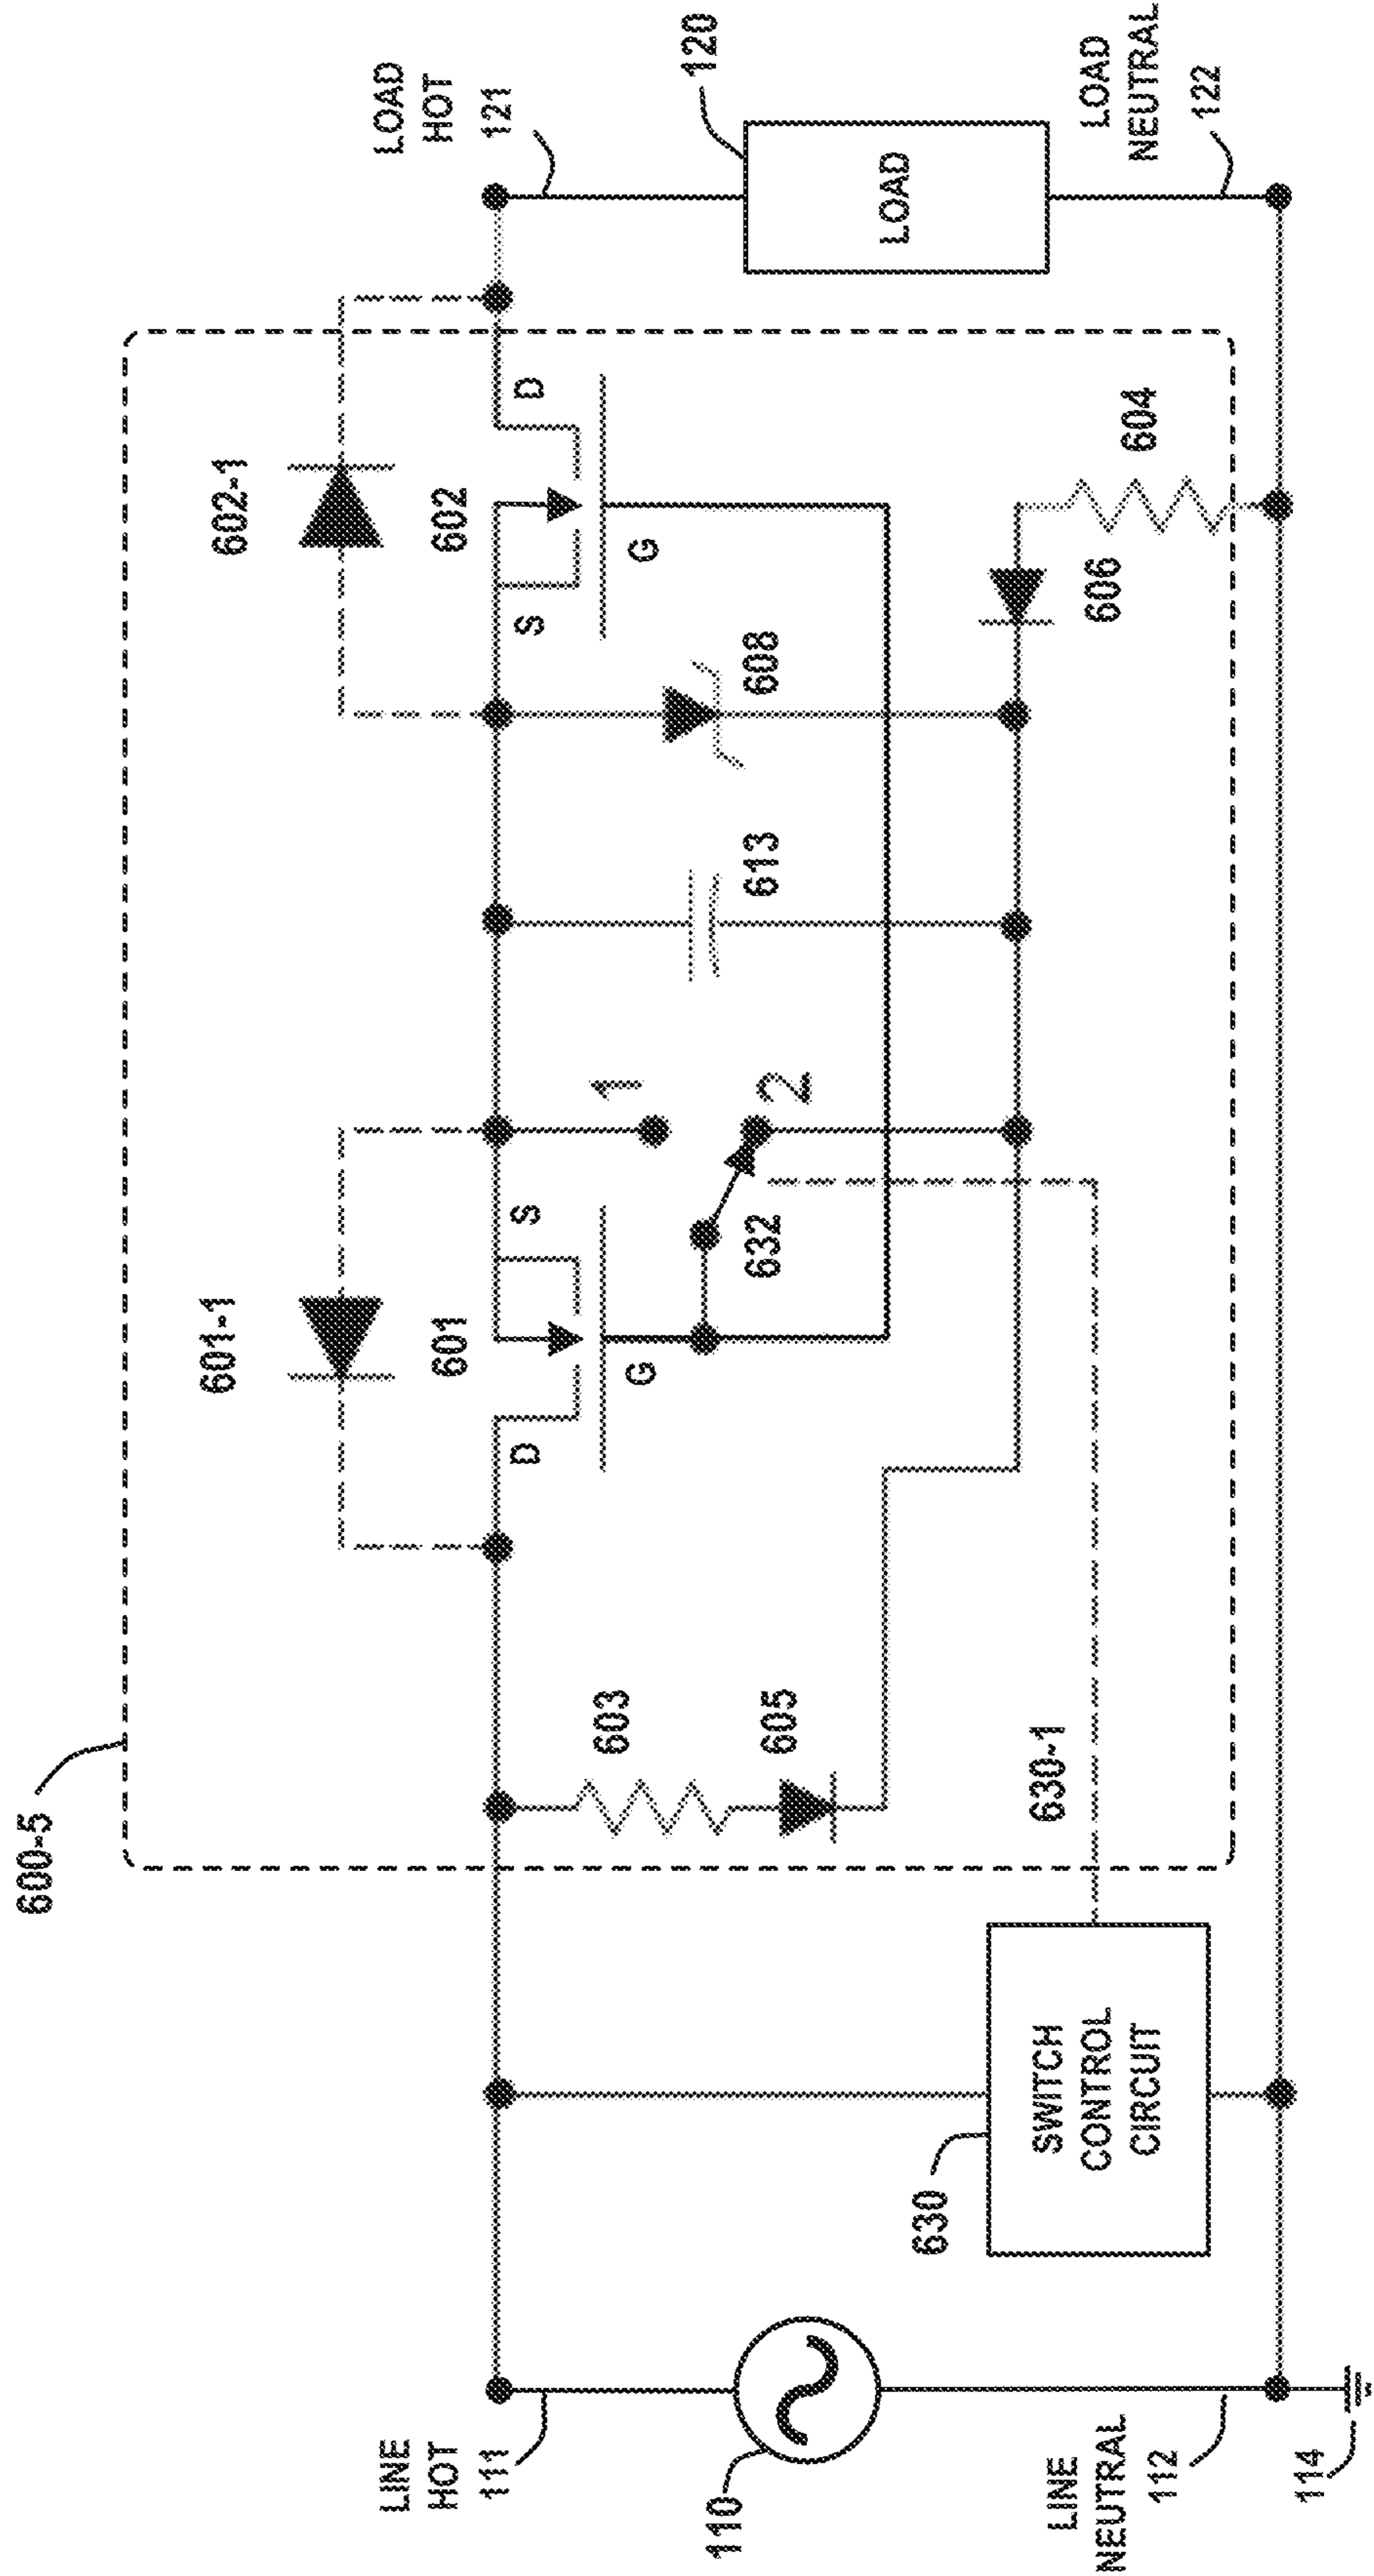 600-5
601-1
602-1
LINE
HOT
111
LOAD
HOT
121
D
601
S
S
602
D
G
G
603
605
632
1
2
613
608
606
604
110
120
LOAD
630
SWITCH
CONTROL
CIRCUIT
630-1
LINE
NEUTRAL
112
LOAD
NEUTRAL
122
114